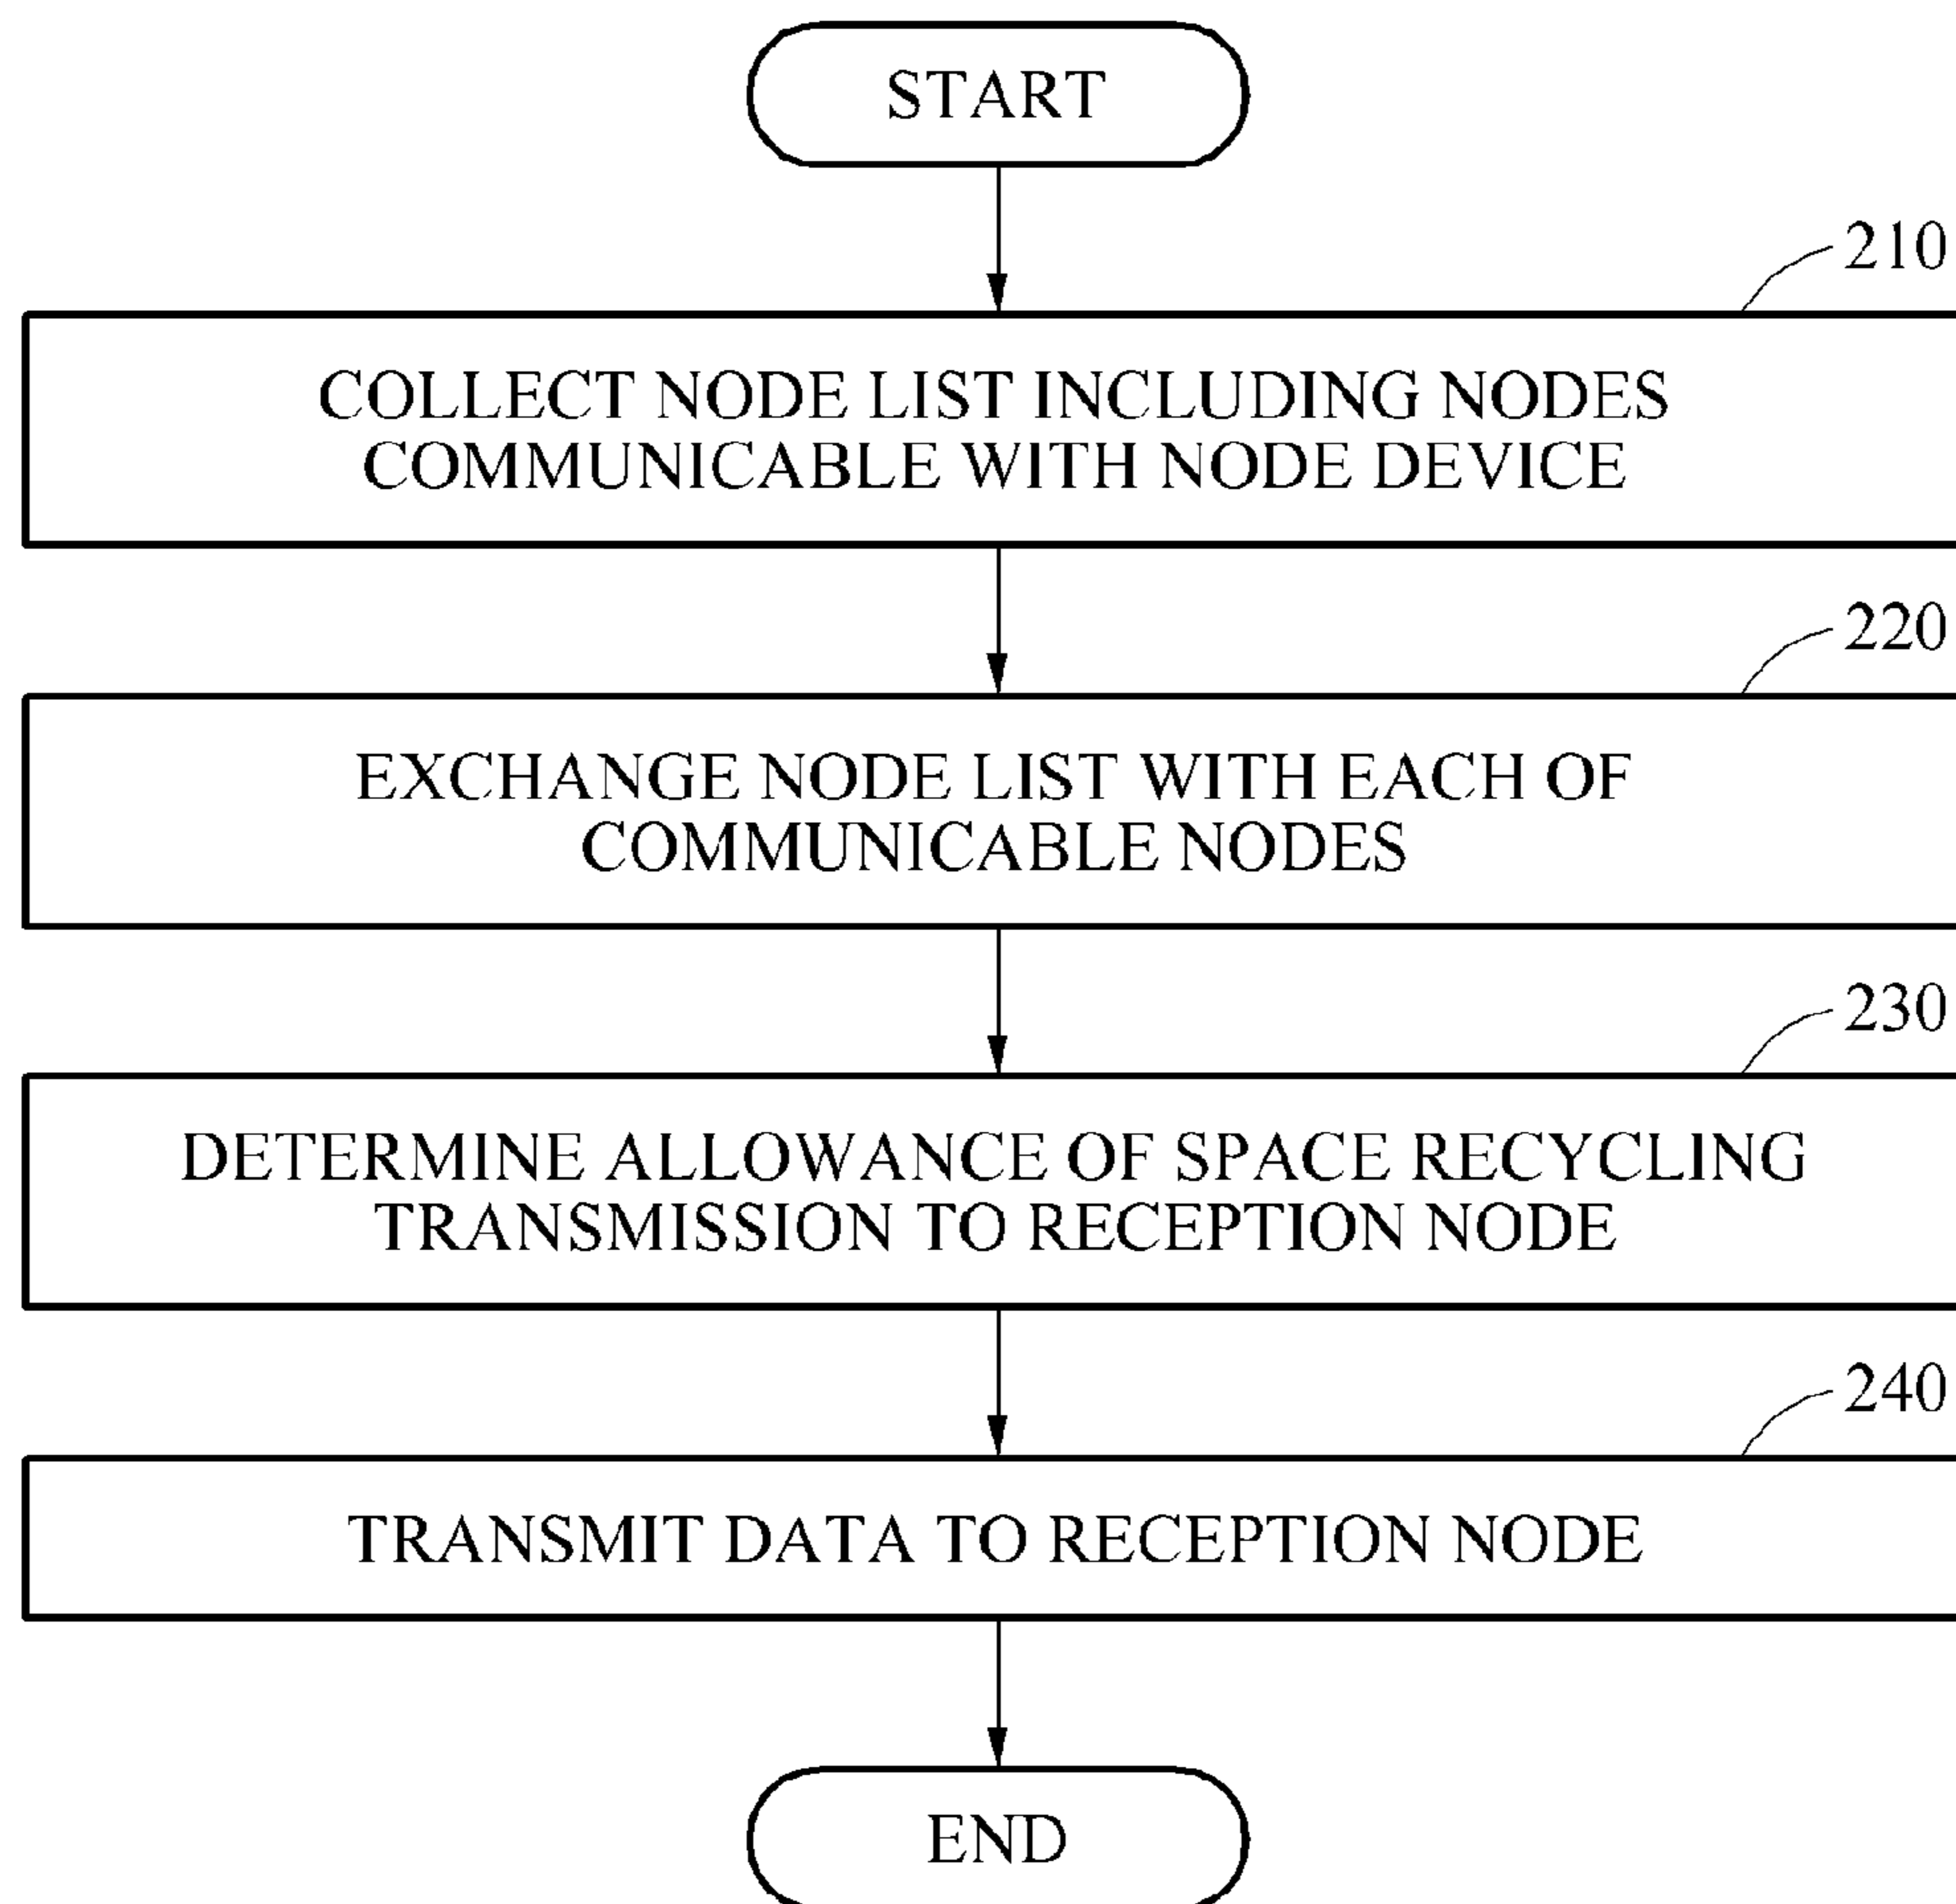 START
210
COLLECT NODE LIST INCLUDING NODES
COMMUNICABLE WITH NODE DEVICE
220
EXCHANGE NODE LIST WITH EACH OF
COMMUNICABLE NODES
230
DETERMINE ALLOWANCE OF SPACE RECYCLING
TRANSMISSION TO RECEPTION NODE
240
TRANSMIT DATA TO RECEPTION NODE
END